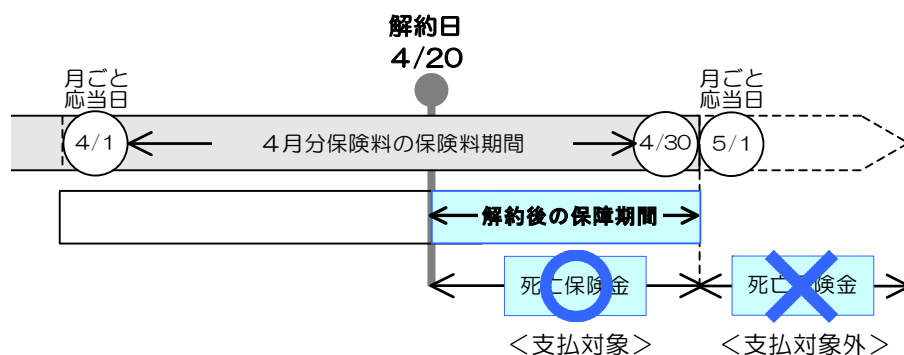 解約日
4/20
月ごと
応当日
月ごと
応当日
4/1
4月分保険料の保険料期間
4/30
5/1
解約後の保障期間
死亡保険金
死亡保険金
＜支払対象＞
＜支払対象外＞